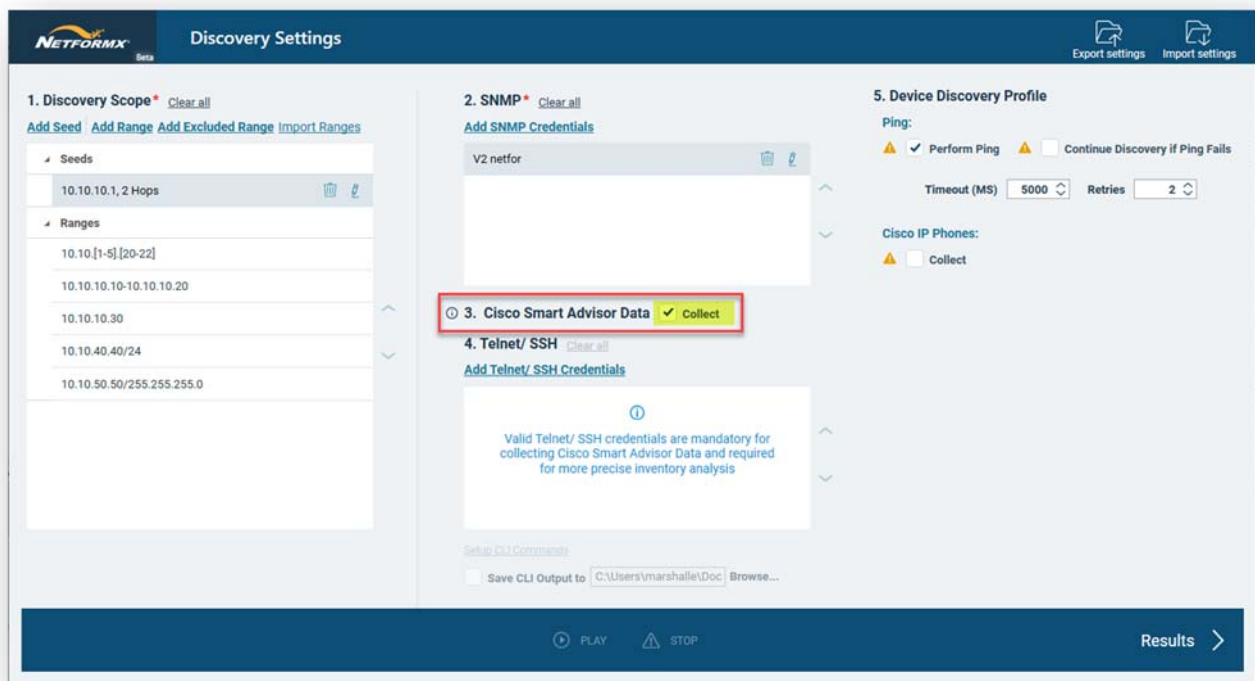 NETFORMX
Beta
Discovery Settings
Export settings
Import settings
1. Discovery Scope* Clear all
Add Seed Add Range Add Excluded Range Import Ranges
Seeds
10.10.10.1, 2 Hops
Ranges
10.10.[1-5].[20-22]
10.10.10.10-10.10.10.20
10.10.10.30
10.10.40.40/24
10.10.50.50/255.255.255.0
2. SNMP* Clear all
Add SNMP Credentials
V2 netfor
3. Cisco Smart Advisor Data Collect
4. Telnet/ SSH Clear all
Add Telnet/ SSH Credentials
Valid Telnet/ SSH credentials are mandatory for
collecting Cisco Smart Advisor Data and required
for more precise inventory analysis
Setup CLI Commands
Save CLI Output to C:\Users\marshalle\Doc Browse...
5. Device Discovery Profile
Ping:
Perform Ping Continue Discovery if Ping Fails
Timeout (MS) 5000 Retries 2
Cisco IP Phones:
Collect
PLAY STOP
Results